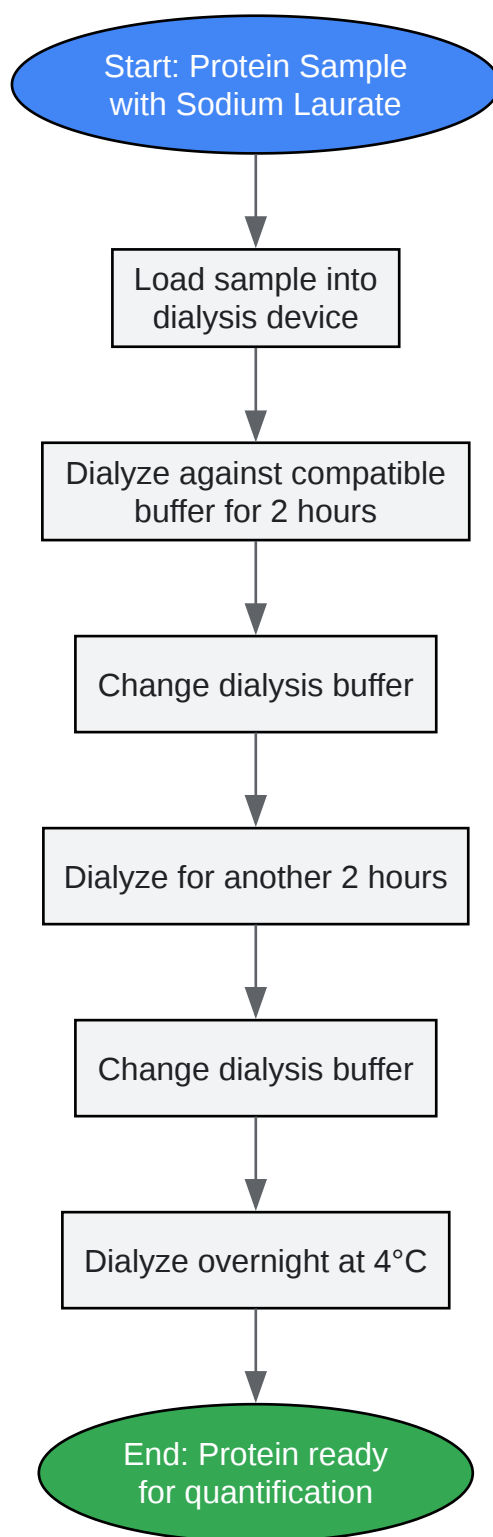 Start: Protein Sample
with Sodium Laurate
Load sample into
dialysis device
Dialyze against compatible
buffer for 2 hours
Change dialysis buffer
Dialyze for another 2 hours
Change dialysis buffer
Dialyze overnight at 4°C
End: Protein ready
for quantification